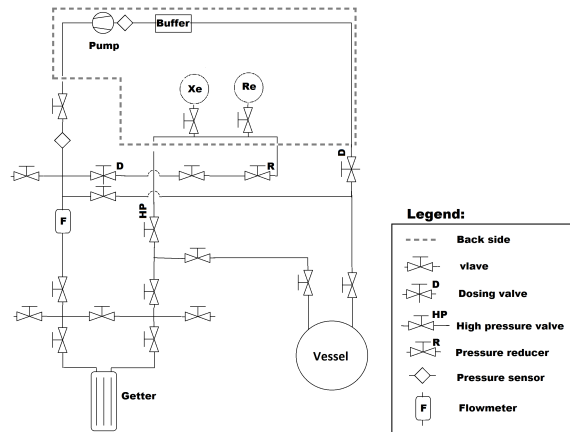 Pump
Buffer
Xe
Re
D
R
D
HP
F
Vessel
Getter
Legend:
Back side
vlave
D
Dosing valve
HP
High pressure valve
R
Pressure reducer
Pressure sensor
F
Flowmeter